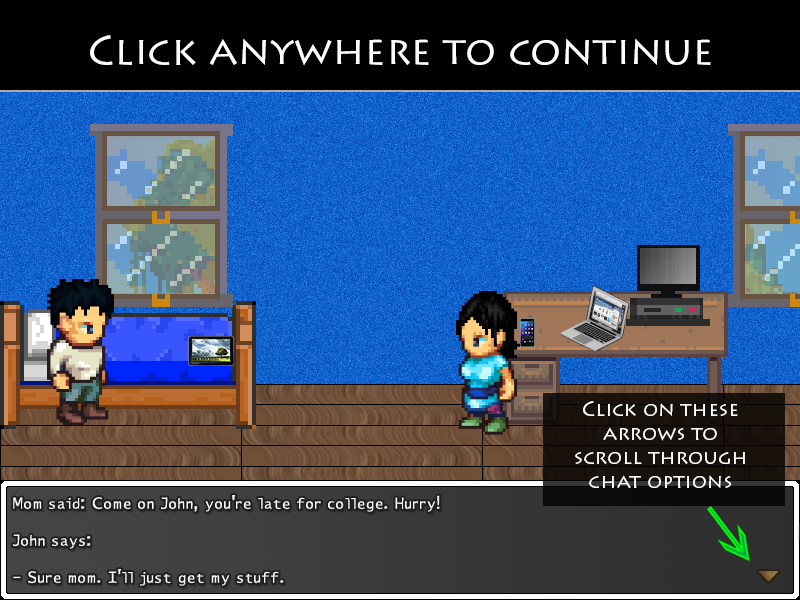 Click anywhere to continue
Click on these
arrows to
scroll through
chat options
Mom said: Come on John, you're late for college. Hurry!
John says:
- Sure mom. I'll just get my stuff.